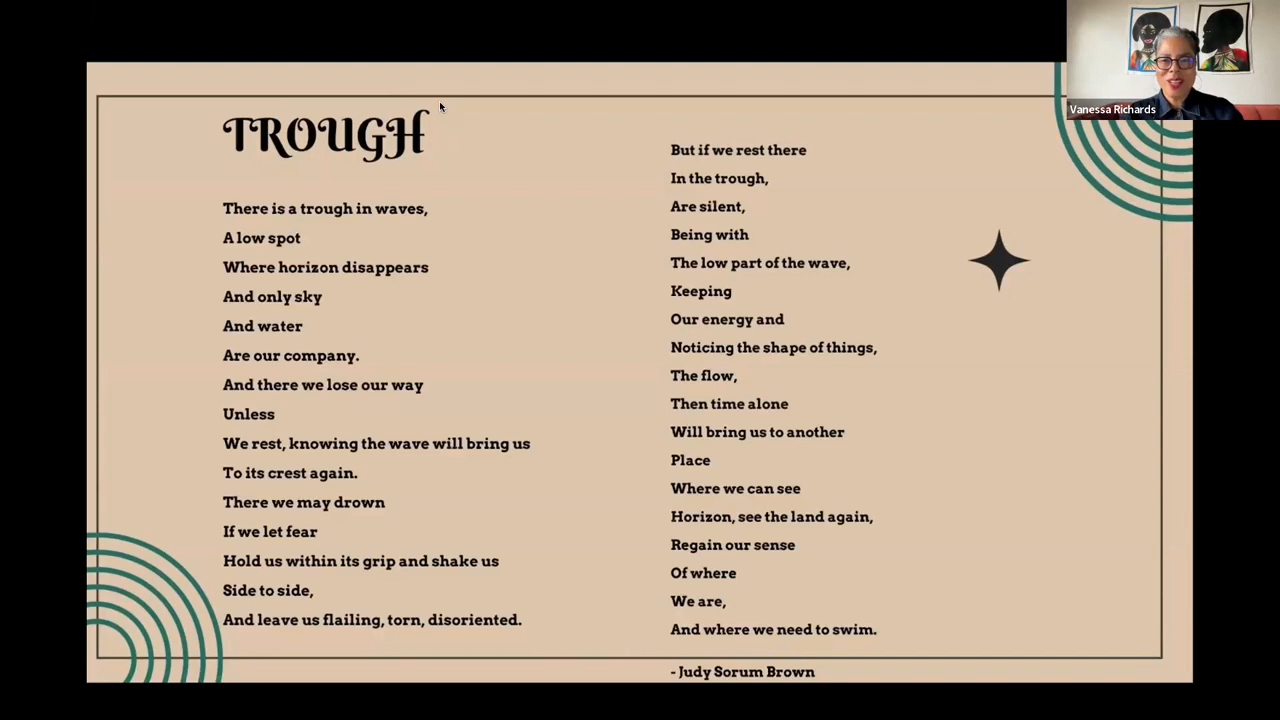 TROUGH
There is a trough in waves,
A low spot
Where horizon disappears
And only sky
And water
Are our company.
And there we lose our way
Unless
We rest, knowing the wave will bring us
To its crest again.
There we may drown
If we let fear
Hold us within its grip and shake us
Side to side,
And leave us flailing, torn, disoriented.
But if we rest there
In the trough,
Are silent,
Being with
The low part of the wave,
Keeping
Our energy and
Noticing the shape of things,
The flow,
Then time alone
Will bring us to another
Place
Where we can see
Horizon, see the land again,
Regain our sense
Of where
We are,
And where we need to swim.
- Judy Sorum Brown
Vanessa Richards